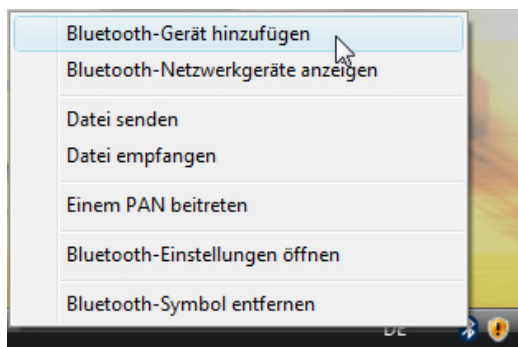 Bluetooth-Gerät hinzufügen
Bluetooth-Netzwerkgeräte anzeigen
Datei senden
Datei empfangen
Einem PAN beitreten
Bluetooth-Einstellungen öffnen
Bluetooth-Symbol entfernen
DE